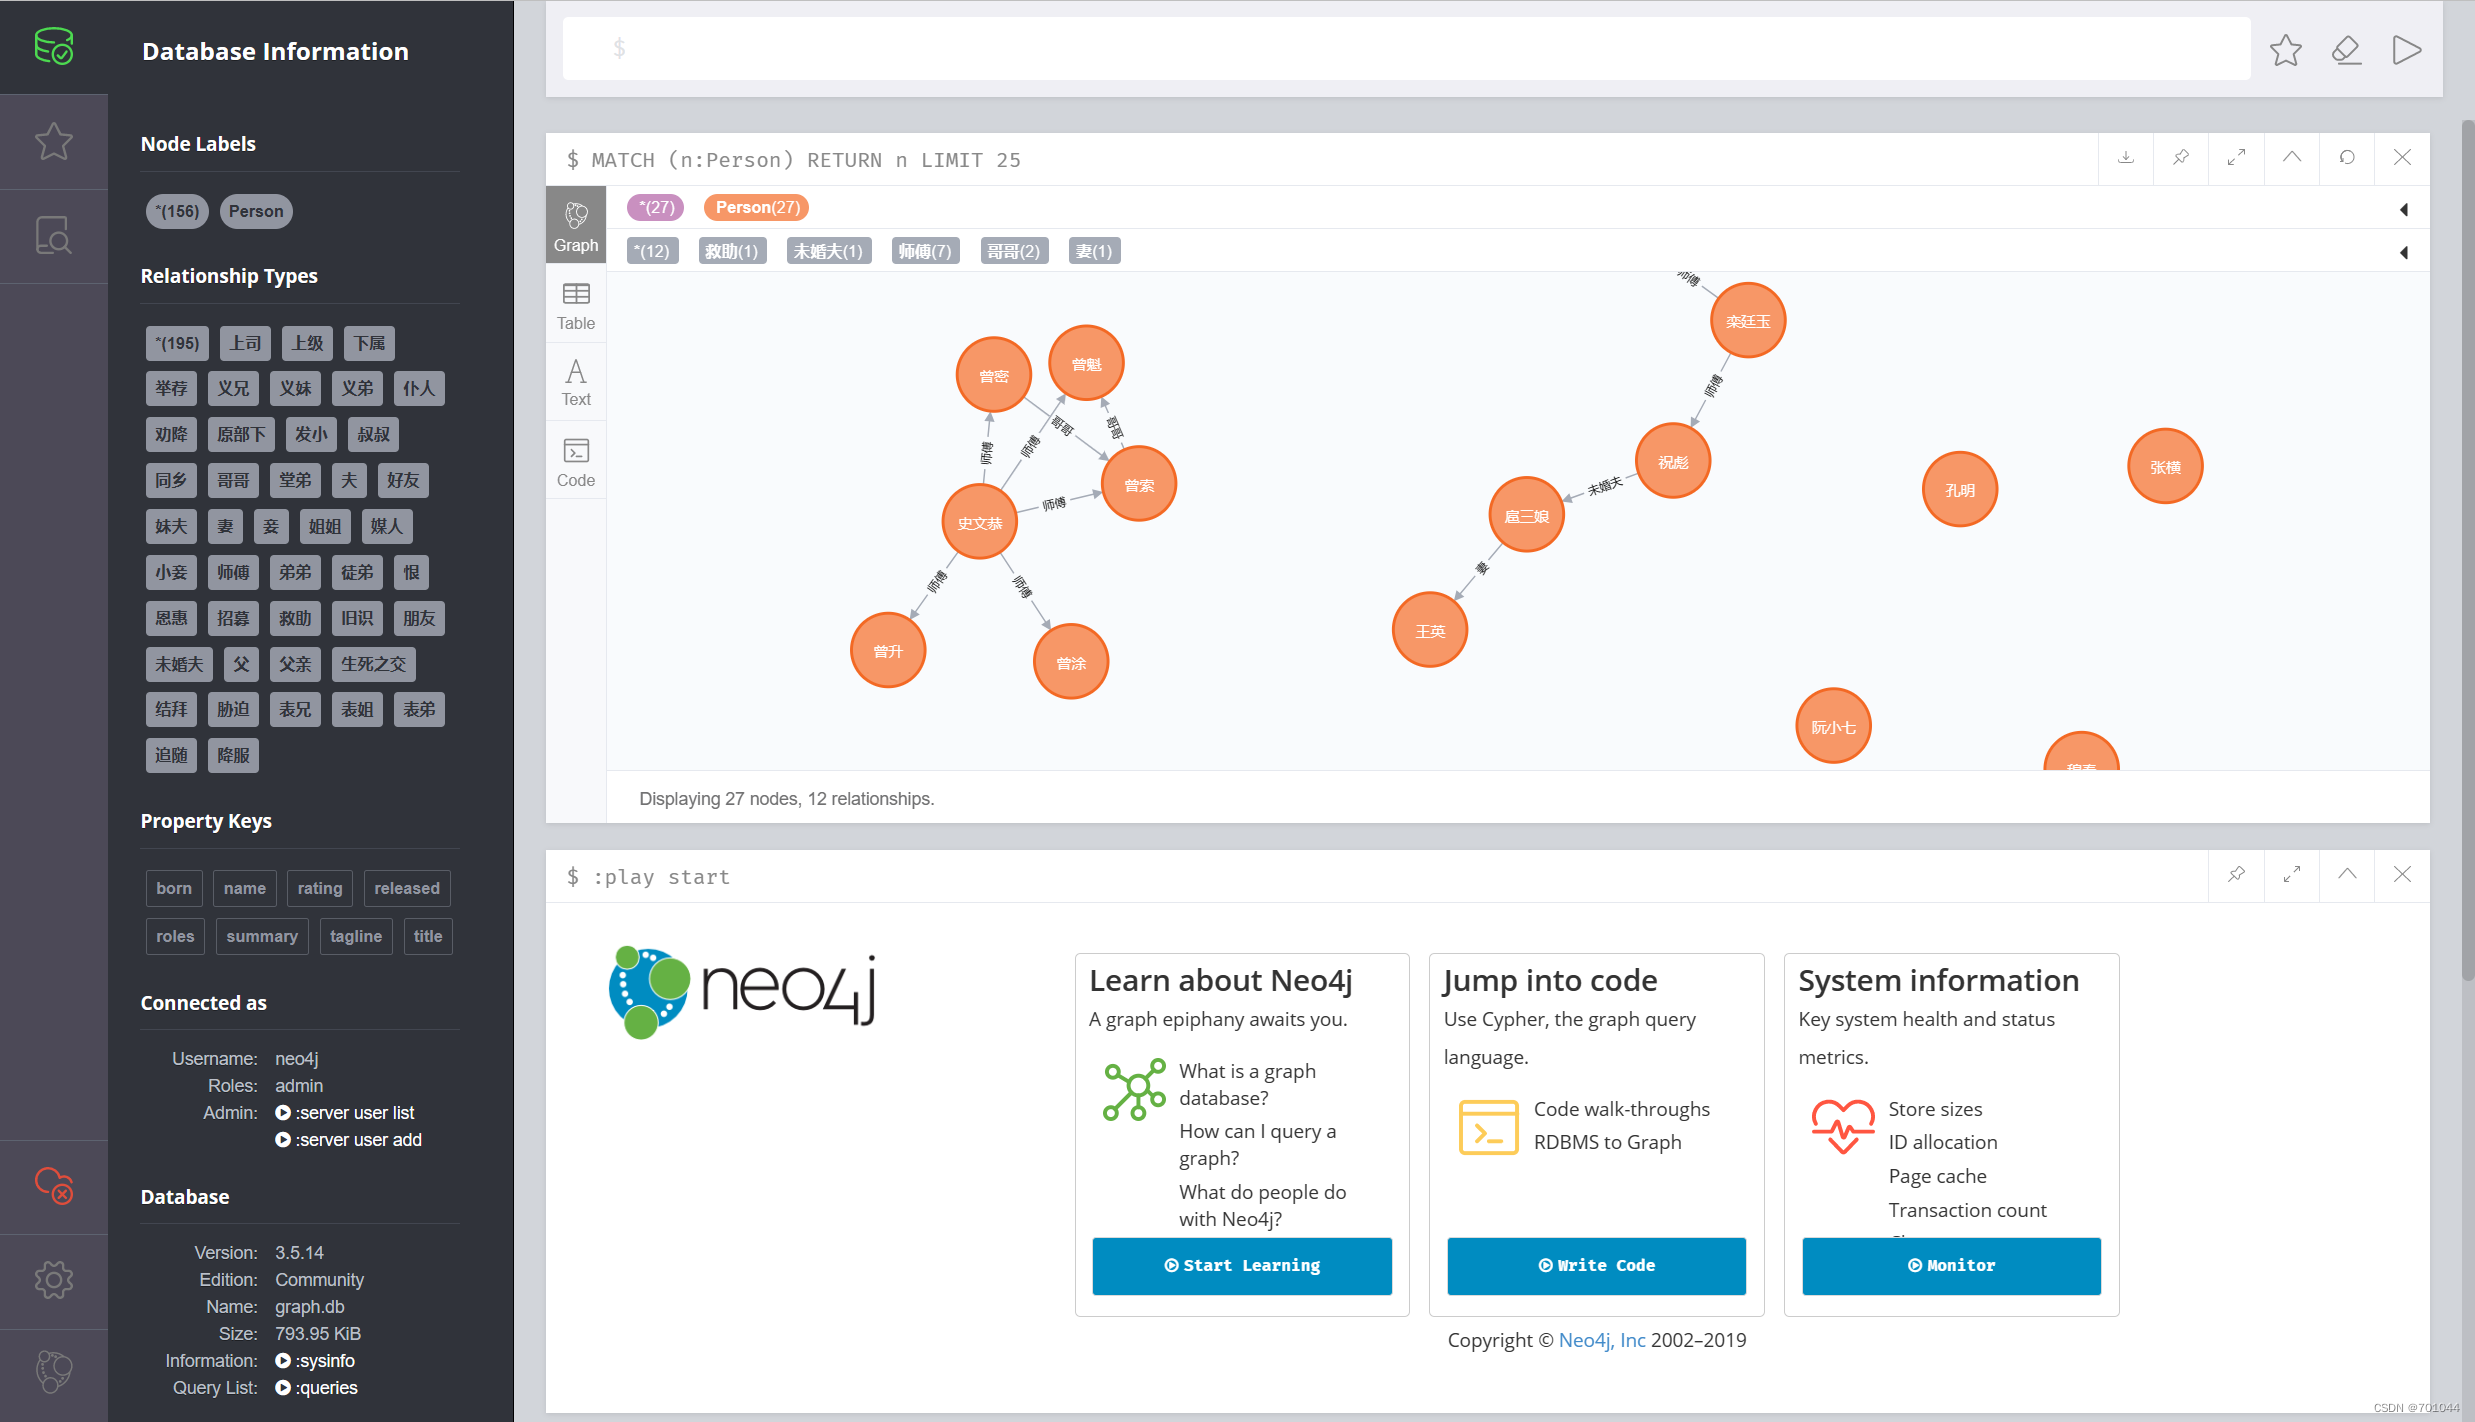 Database Information
Node Labels
*(156) Person
Relationship Types
*(195) 上司 上级 下属
举荐 义兄 义妹 义弟 仆人
劝降 原部下 发小 叔叔
同乡 哥哥 堂弟 夫 好友
妹夫 妻 妾 姐姐 媒人
小妾 师傅 弟弟 徒弟 恨
恩惠 招募 救助 旧识 朋友
未婚夫 父 父亲 生死之交
结拜 胁迫 表兄 表姐 表弟
追随 降服
Property Keys
born name rating released
roles summary tagline title
Connected as
Username: neo4j
Roles: admin
Admin: :server user list
:server user add
Database
Version: 3.5.14
Edition: Community
Name: graph.db
Size: 793.95 KiB
Information: :sysinfo
Query List: :queries
$
$ MATCH (n:Person) RETURN n LIMIT 25
Graph
Table
Text
Code
*(27) Person(27)
*(12) 救助(1) 未婚夫(1) 师傅(7) 哥哥(2) 妻(1)
师傅
栾廷玉
师傅
祝彪
未婚夫
扈三娘
妻
王英
曾密
曾魁
哥哥
哥哥
师傅
师傅
曾索
师傅
史文恭
师傅
师傅
曾升
曾涂
孔明
张横
阮小七
Displaying 27 nodes, 12 relationships.
$ :play start
neo4j
Learn about Neo4j
A graph epiphany awaits you.
What is a graph
database?
How can I query a
graph?
What do people do
with Neo4j?
Start Learning
Jump into code
Use Cypher, the graph query
language.
Code walk-throughs
RDBMS to Graph
Write Code
System information
Key system health and status
metrics.
Store sizes
ID allocation
Page cache
Transaction count
Monitor
Copyright © Neo4j, Inc 2002–2019
CSDN @701044